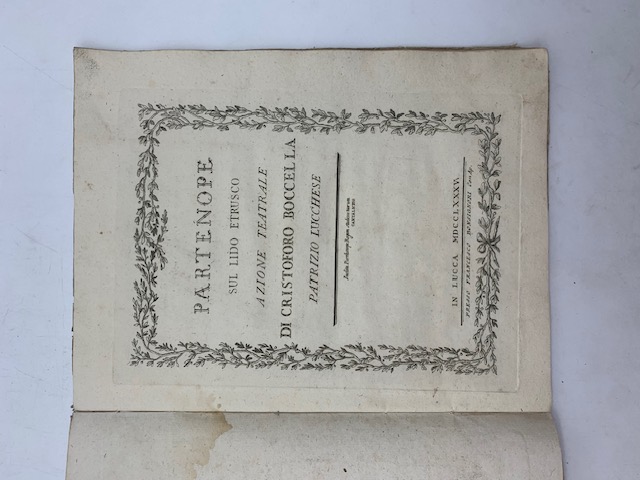 PARTENOPE
SUL LIDO ETRUSCO
AZIONE TEATRALE
DI CRISTOFORO BOCCELLA
PATRIZIO LUCCHESE
IN LUCCA MDCCLXXXV.
PRESSO FRANCESCO BONSIGNORI